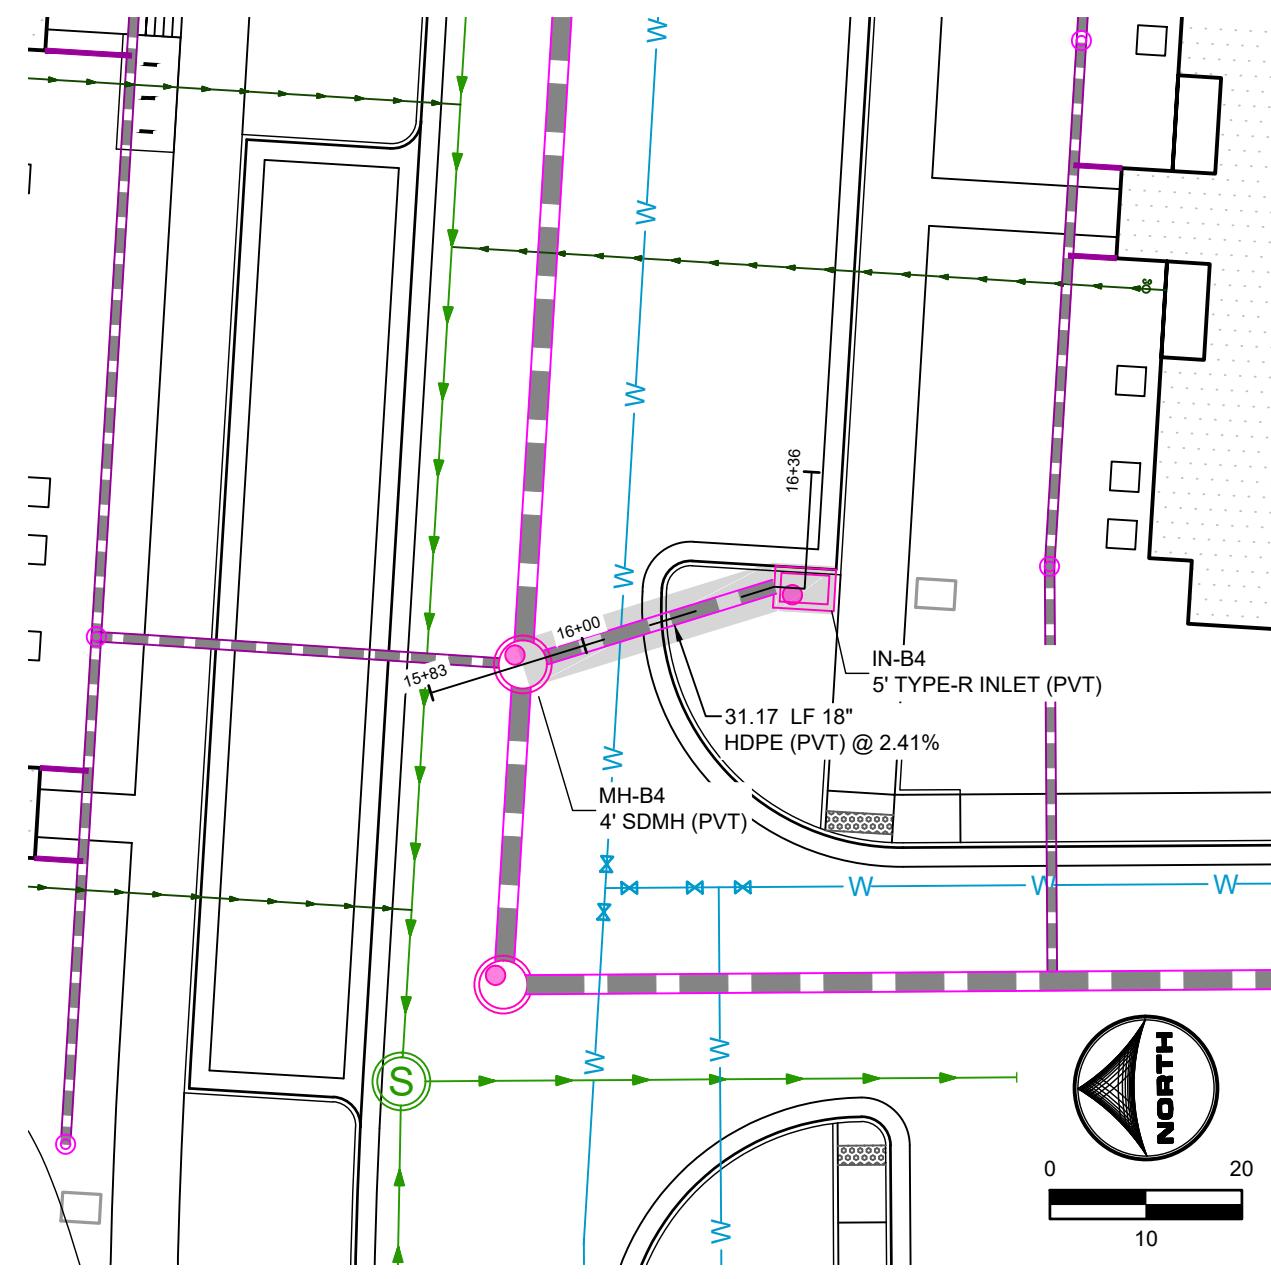 W
W
W
16+36
W
16+00
15+83
IN-B4
5' TYPE-R INLET (PVT)
31.17 LF 18"
HDPE (PVT) @ 2.41%
W
MH-B4
4' SDMH (PVT)
W
W
W
W
W
S
NORTH
0
20
10
W